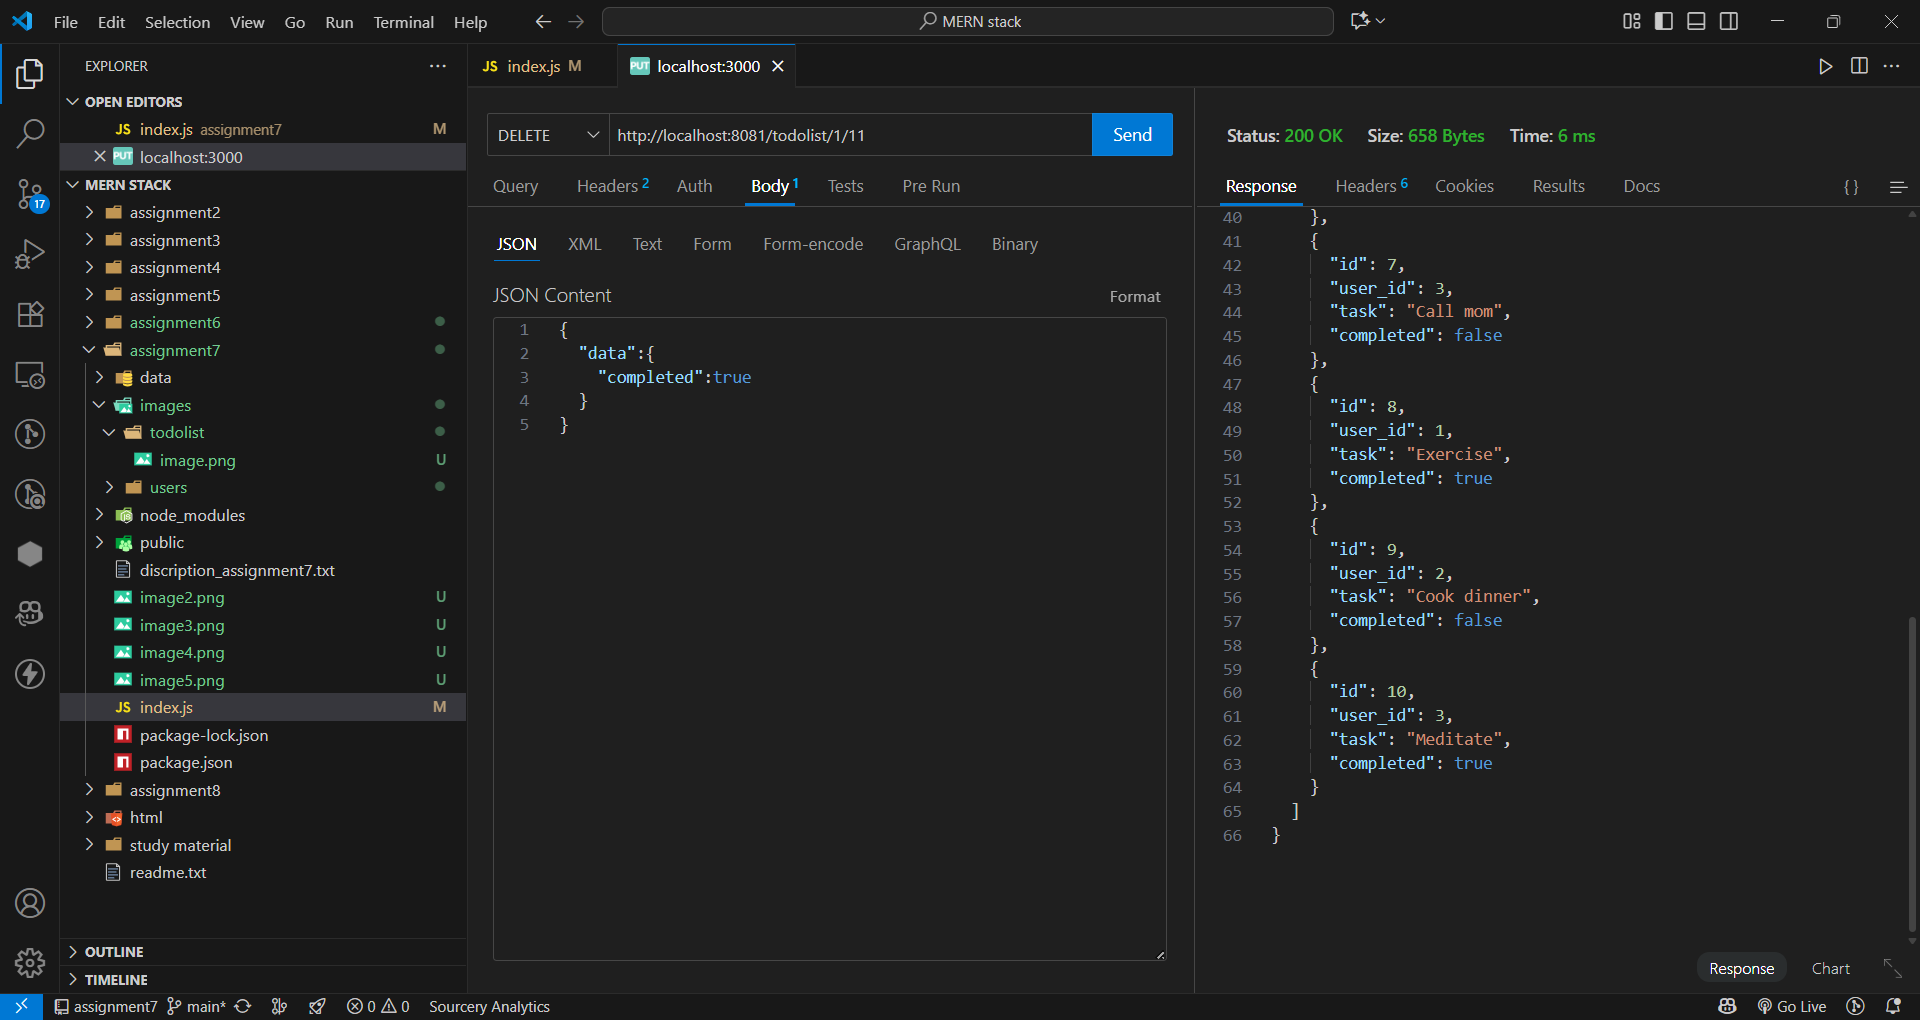 File Edit Selection View Go Run Terminal Help
MERN stack
EXPLORER
OPEN EDITORS
JS index.js assignment7 M
PUT localhost:3000
MERN STACK
assignment2
assignment3
assignment4
assignment5
assignment6
assignment7
data
images
todolist
image.png U
users
node_modules
public
discription_assignment7.txt
image2.png U
image3.png U
image4.png U
image5.png U
JS index.js M
package-lock.json
package.json
assignment8
html
study material
readme.txt
OUTLINE
TIMELINE
17
JS index.js M
PUT localhost:3000
DELETE http://localhost:8081/todolist/1/11 Send
Query Headers 2 Auth Body 1 Tests Pre Run
JSON XML Text Form Form-encode GraphQL Binary
JSON Content Format
1 {
2 "data":{
3 "completed":true
4 }
5 }
Status: 200 OK Size: 658 Bytes Time: 6 ms
Response Headers 6 Cookies Results Docs { }
40 },
41 {
42 "id": 7,
43 "user_id": 3,
44 "task": "Call mom",
45 "completed": false
46 },
47 {
48 "id": 8,
49 "user_id": 1,
50 "task": "Exercise",
51 "completed": true
52 },
53 {
54 "id": 9,
55 "user_id": 2,
56 "task": "Cook dinner",
57 "completed": false
58 },
59 {
60 "id": 10,
61 "user_id": 3,
62 "task": "Meditate",
63 "completed": true
64 }
65 ]
66 }
Response Chart
assignment7 main* 0 0 Sourcery Analytics Go Live